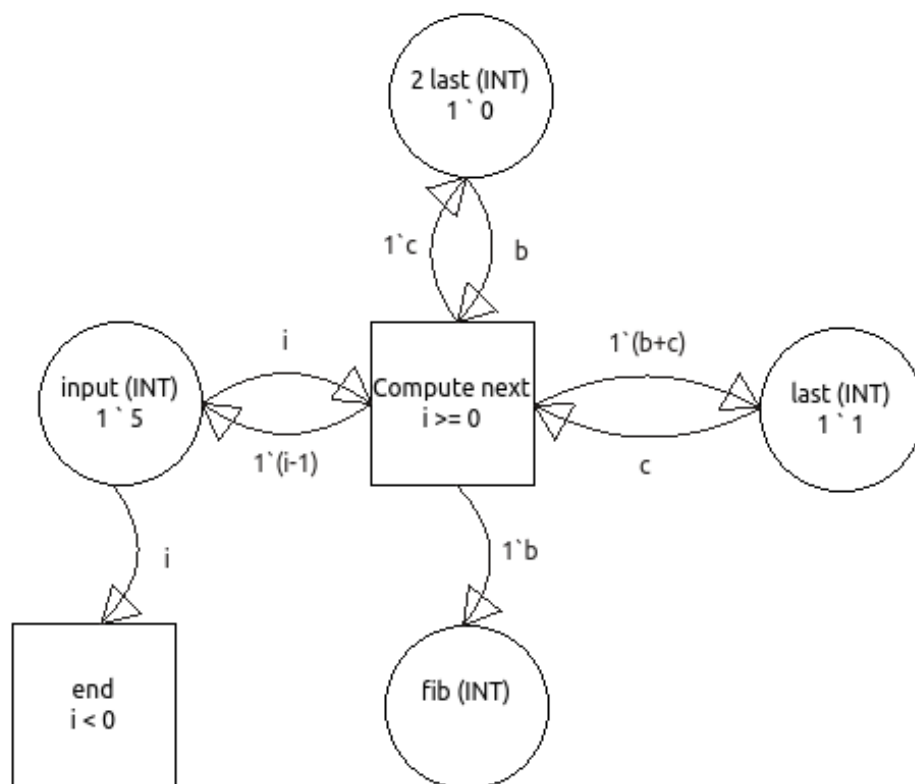 2 last (INT)
1 ` 0
1`c
b
i
1`(b+c)
input (INT)
1 ` 5
Compute next
i >= 0
last (INT)
1 ` 1
1`(i-1)
c
i
1`b
end
i < 0
fib (INT)